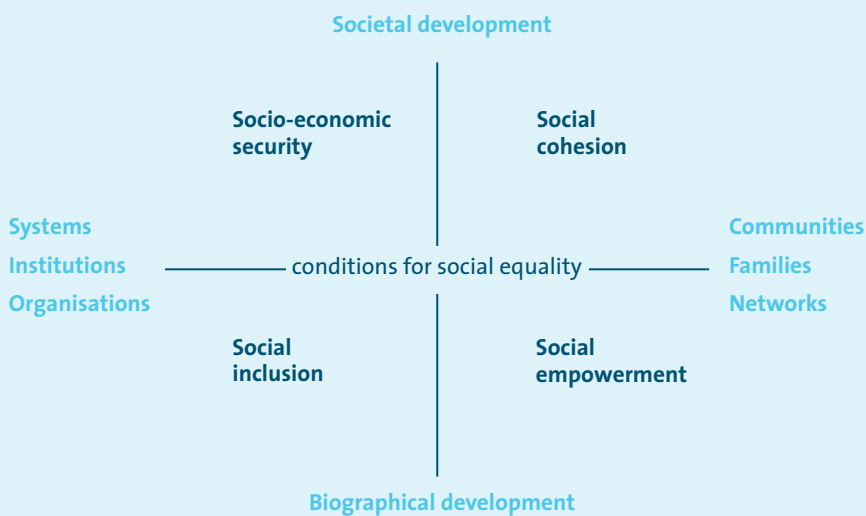 Societal development
Socio-economic
security
Social
cohesion
Systems
Institutions
Organisations
conditions for social equality
Communities
Families
Networks
Social
inclusion
Social
empowerment
Biographical development